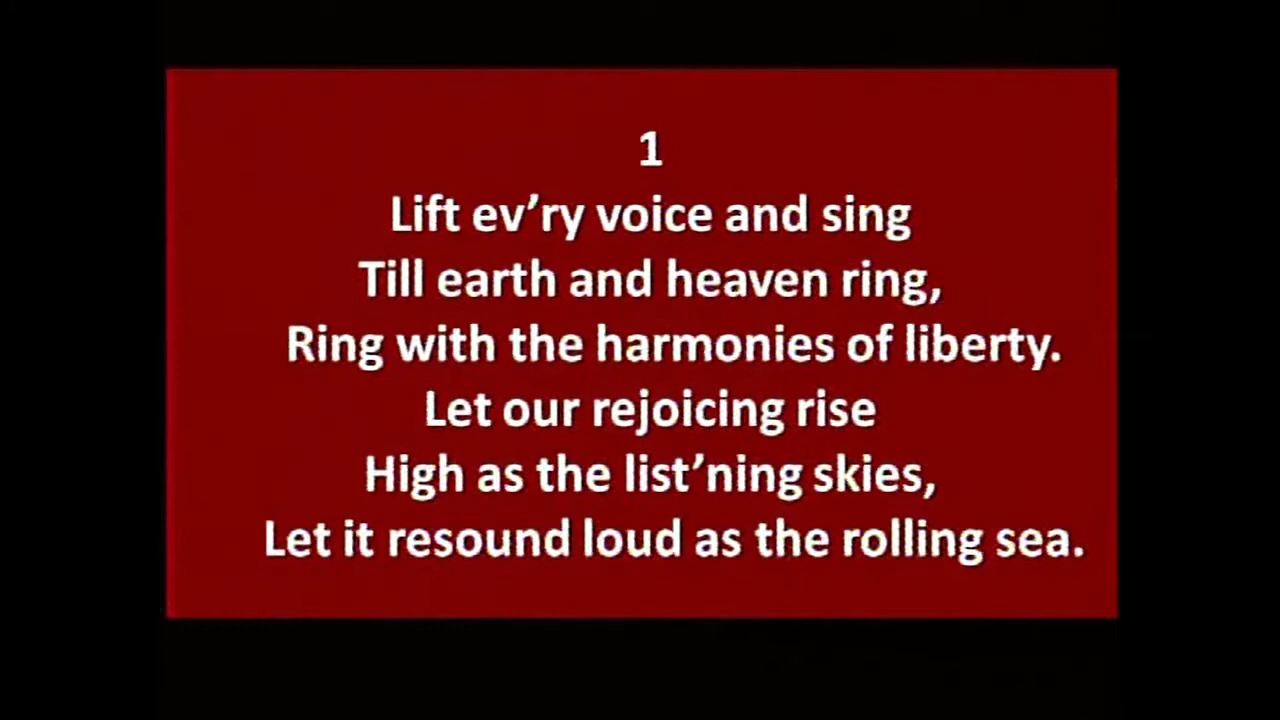 1
Lift ev’ry voice and sing
Till earth and heaven ring,
Ring with the harmonies of liberty.
Let our rejoicing rise
High as the list’ning skies,
Let it resound loud as the rolling sea.